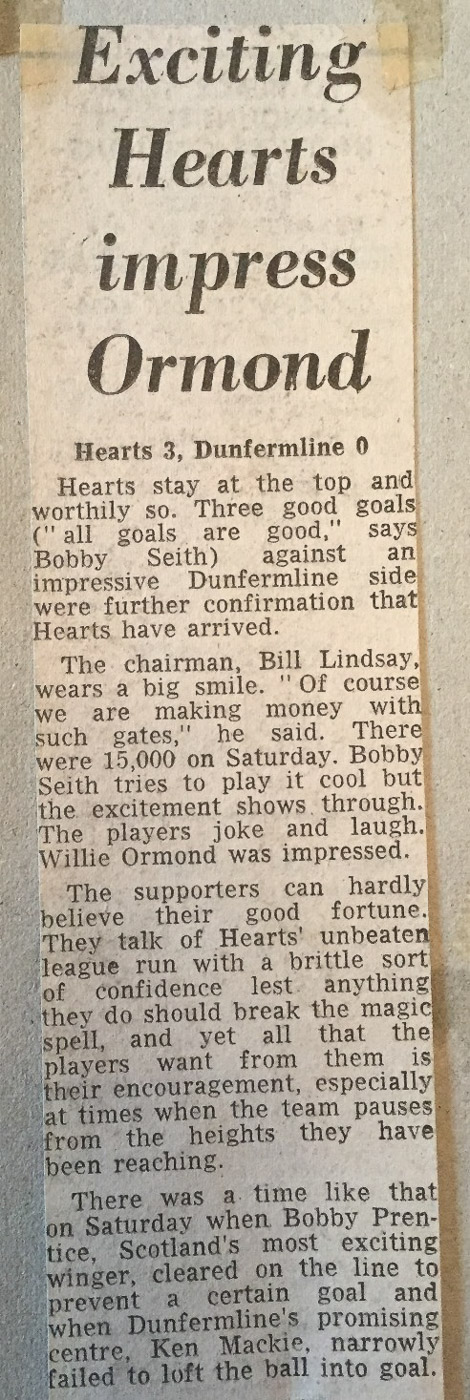 Exciting
Hearts
impress
Ormond
Hearts 3, Dunfermline 0
Hearts stay at the top and
worthily so. Three good goals
("all goals are good," says
Bobby Seith) against an
impressive Dunfermline side
were further confirmation that
Hearts have arrived.
The chairman, Bill Lindsay,
wears a big smile. "Of course
we are making money with
such gates," he said. There
were 15,000 on Saturday. Bobby
Seith tries to play it cool but
the excitement shows through.
The players joke and laugh.
Willie Ormond was impressed.
The supporters can hardly
believe their good fortune.
They talk of Hearts' unbeaten
league run with a brittle sort
of confidence lest anything
they do should break the magic
spell, and yet all that the
players want from them is
their encouragement, especially
at times when the team pauses
from the heights they have
been reaching.
There was a time like that
on Saturday when Bobby Pren-
tice, Scotland's most exciting
winger, cleared on the line to
prevent a certain goal and
when Dunfermline's promising
centre, Ken Mackie, narrowly
failed to loft the ball into goal.